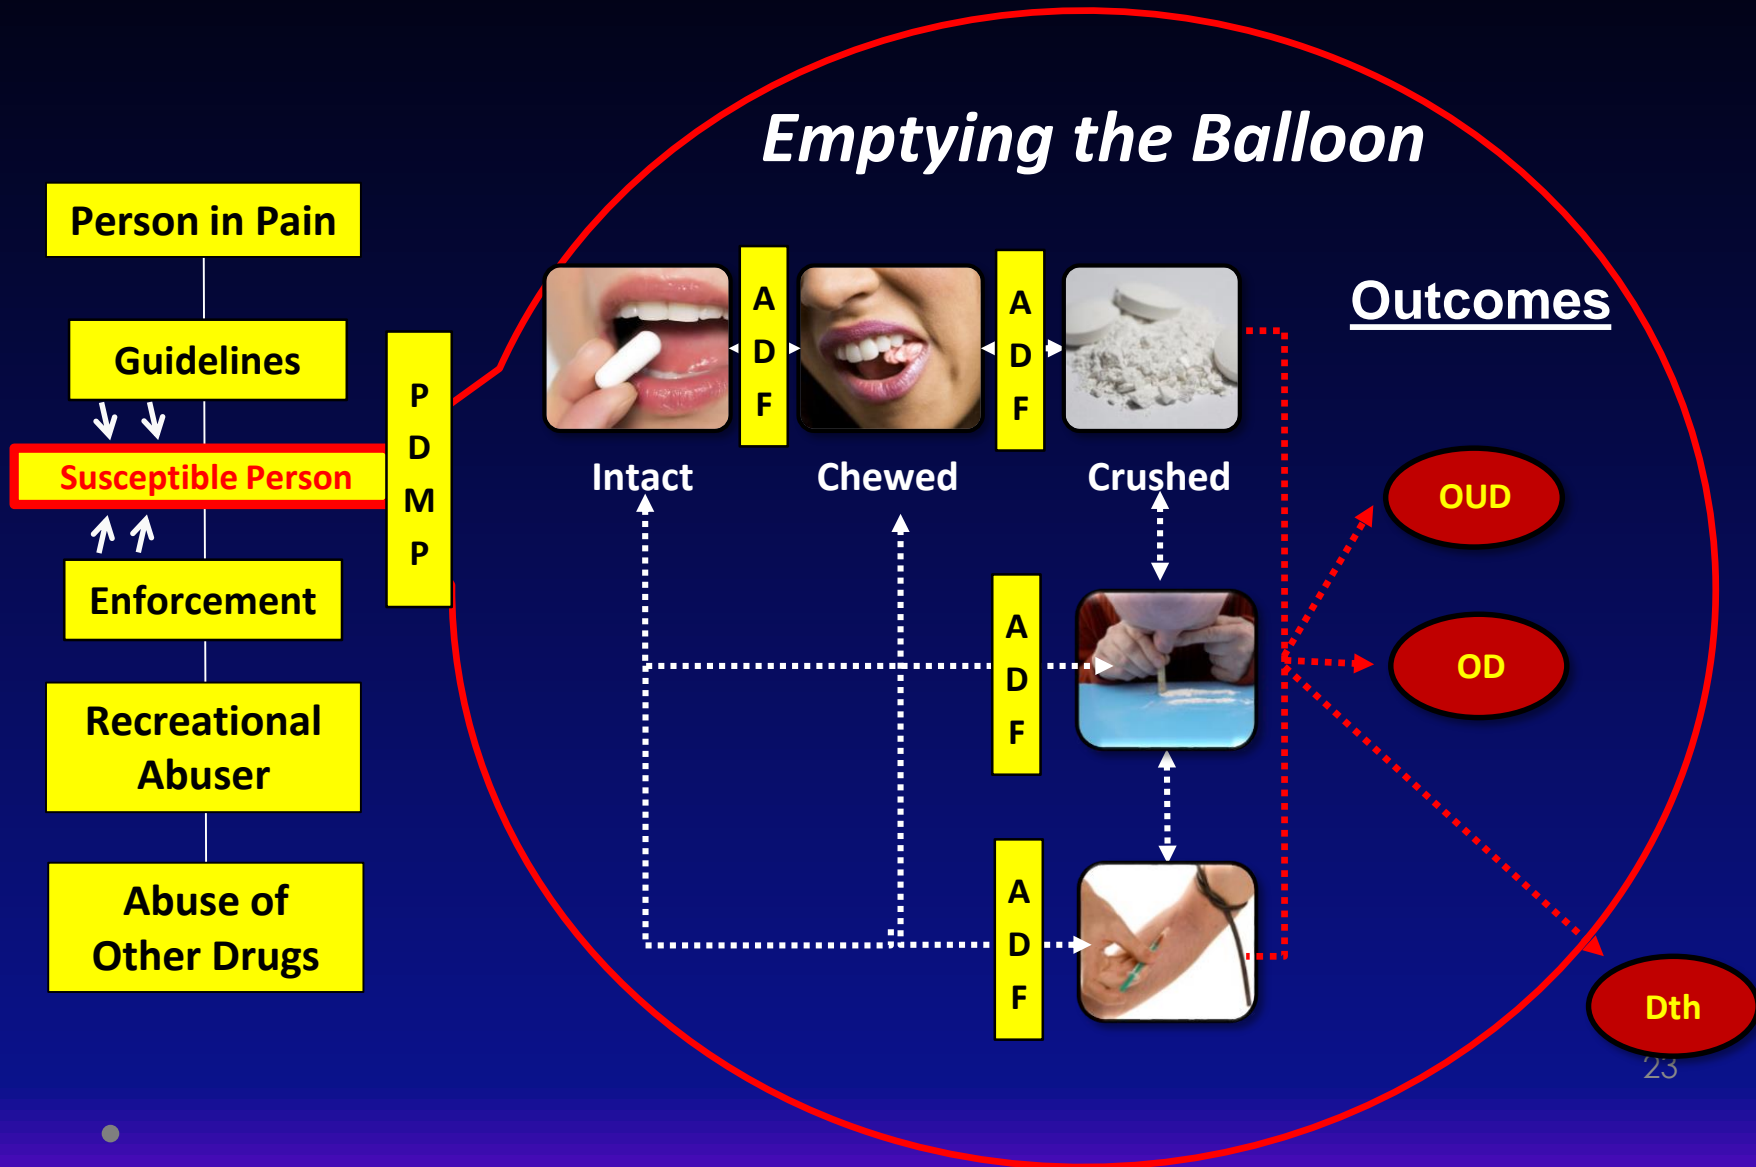 Emptying the Balloon
Person in Pain
Guidelines
Susceptible Person
Enforcement
Recreational
Abuser
Abuse of
Other Drugs
P
D
M
P
A
D
F
A
D
F
Intact
Chewed
Crushed
A
D
F
A
D
F
Outcomes
OUD
OD
Dth
23